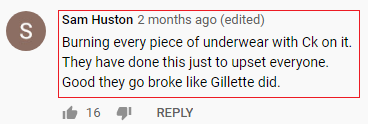 S
Sam Huston 2 months ago (edited)
Burning every piece of underwear with Ck on it.
They have done this just to upset everyone.
Good they go broke like Gillette did.
16 REPLY